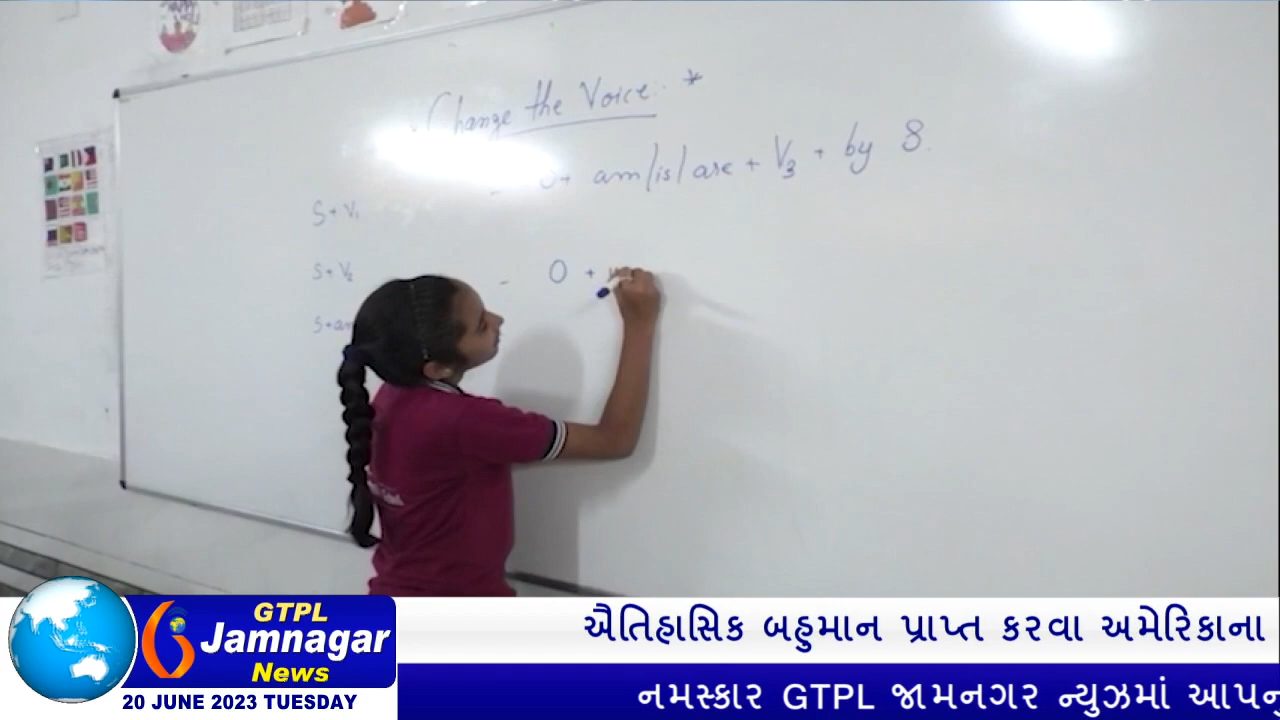 Change the Voice: *
O+ am/is/are + V3 + by S.
S + V1
S + V2 - O +
S + am
GTPL
Jamnagar
News
20 JUNE 2023 TUESDAY
ઐતિહાસિક બહુમાન પ્રાપ્ત કરવા અમેરિકાના
નમસ્કાર GTPL જામનગર ન્યુઝમાં આપનુ